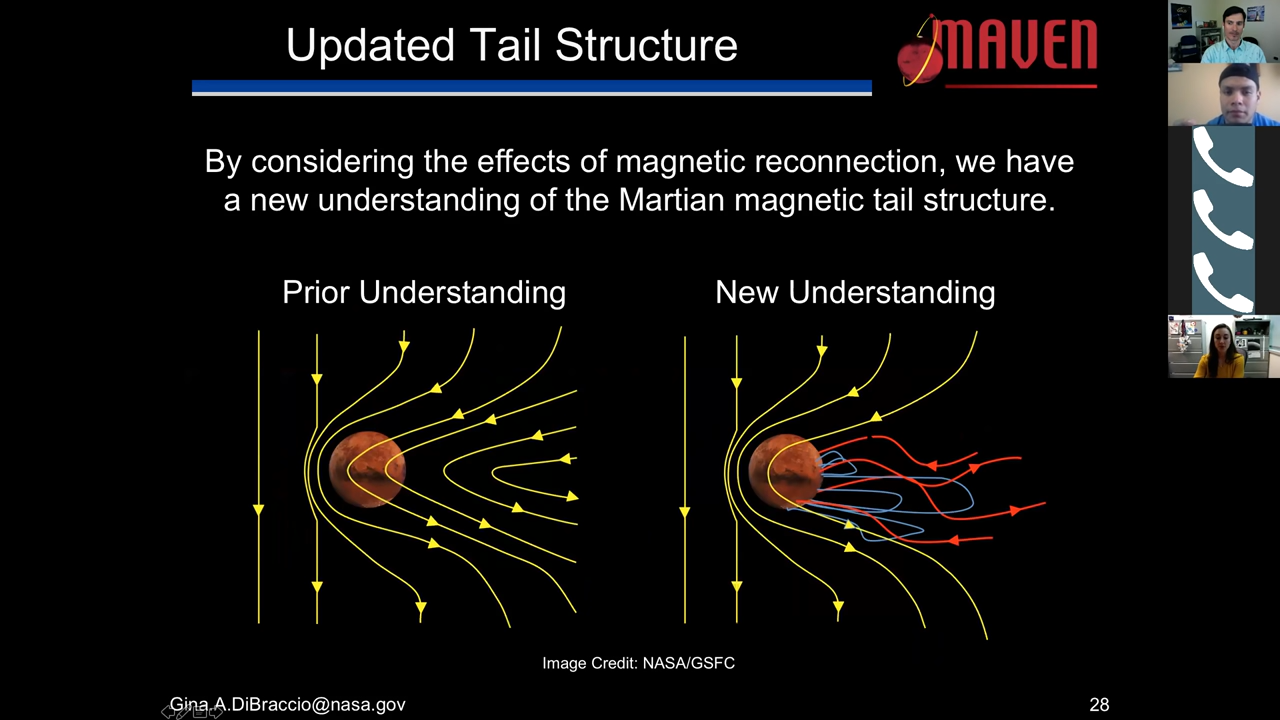 Updated Tail Structure
MAVEN
By considering the effects of magnetic reconnection, we have
a new understanding of the Martian magnetic tail structure.
Prior Understanding
New Understanding
Image Credit: NASA/GSFC
Gina.A.DiBraccio@nasa.gov
28